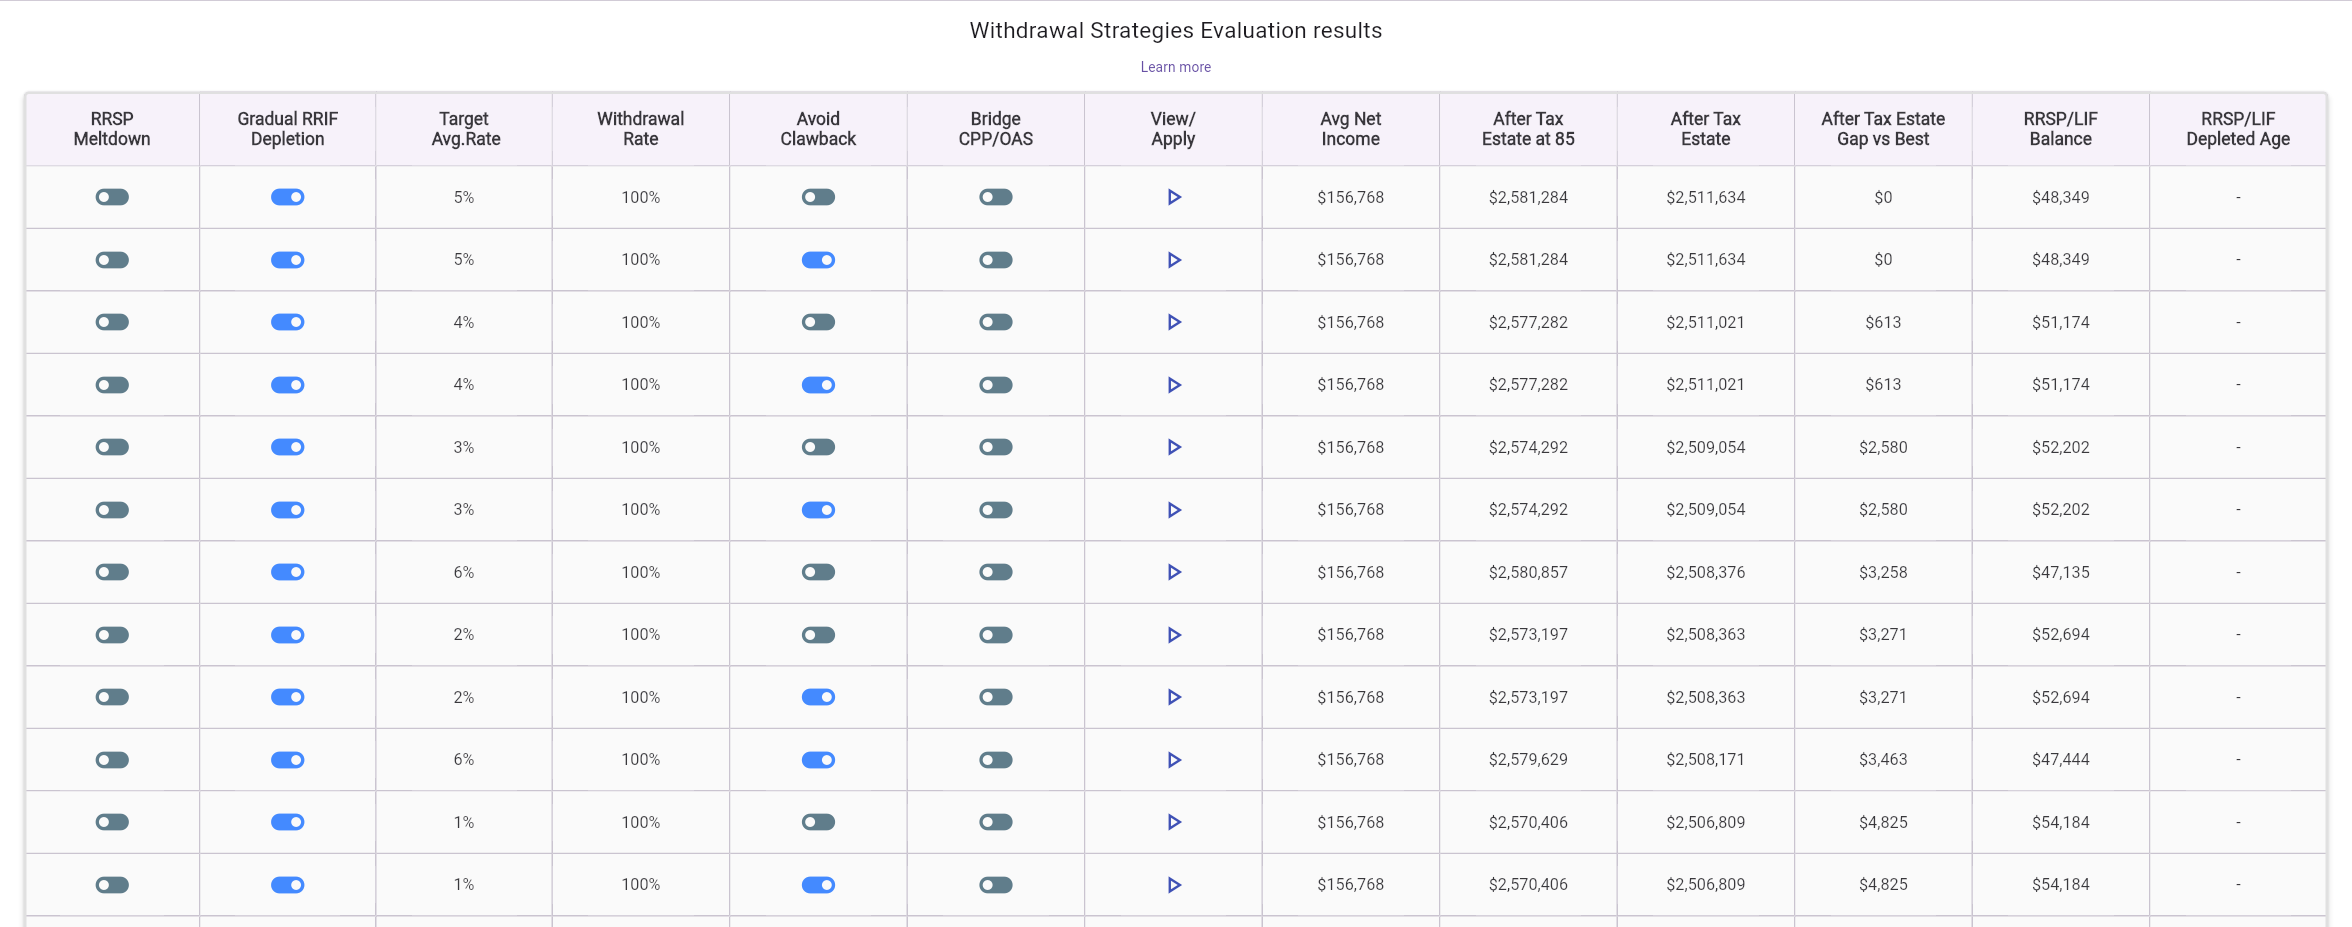 Withdrawal Strategies Evaluation results
Learn more
RRSP Meltdown Gradual RRIF Depletion Target Avg.Rate Withdrawal Rate Avoid Clawback Bridge CPP/OAS View/ Apply Avg Net Income After Tax Estate at 85 After Tax Estate After Tax Estate Gap vs Best RRSP/LIF Balance RRSP/LIF Depleted Age
5% 100% $156,768 $2,581,284 $2,511,634 $0 $48,349 -
5% 100% $156,768 $2,581,284 $2,511,634 $0 $48,349 -
4% 100% $156,768 $2,577,282 $2,511,021 $613 $51,174 -
4% 100% $156,768 $2,577,282 $2,511,021 $613 $51,174 -
3% 100% $156,768 $2,574,292 $2,509,054 $2,580 $52,202 -
3% 100% $156,768 $2,574,292 $2,509,054 $2,580 $52,202 -
6% 100% $156,768 $2,580,857 $2,508,376 $3,258 $47,135 -
2% 100% $156,768 $2,573,197 $2,508,363 $3,271 $52,694 -
2% 100% $156,768 $2,573,197 $2,508,363 $3,271 $52,694 -
6% 100% $156,768 $2,579,629 $2,508,171 $3,463 $47,444 -
1% 100% $156,768 $2,570,406 $2,506,809 $4,825 $54,184 -
1% 100% $156,768 $2,570,406 $2,506,809 $4,825 $54,184 -